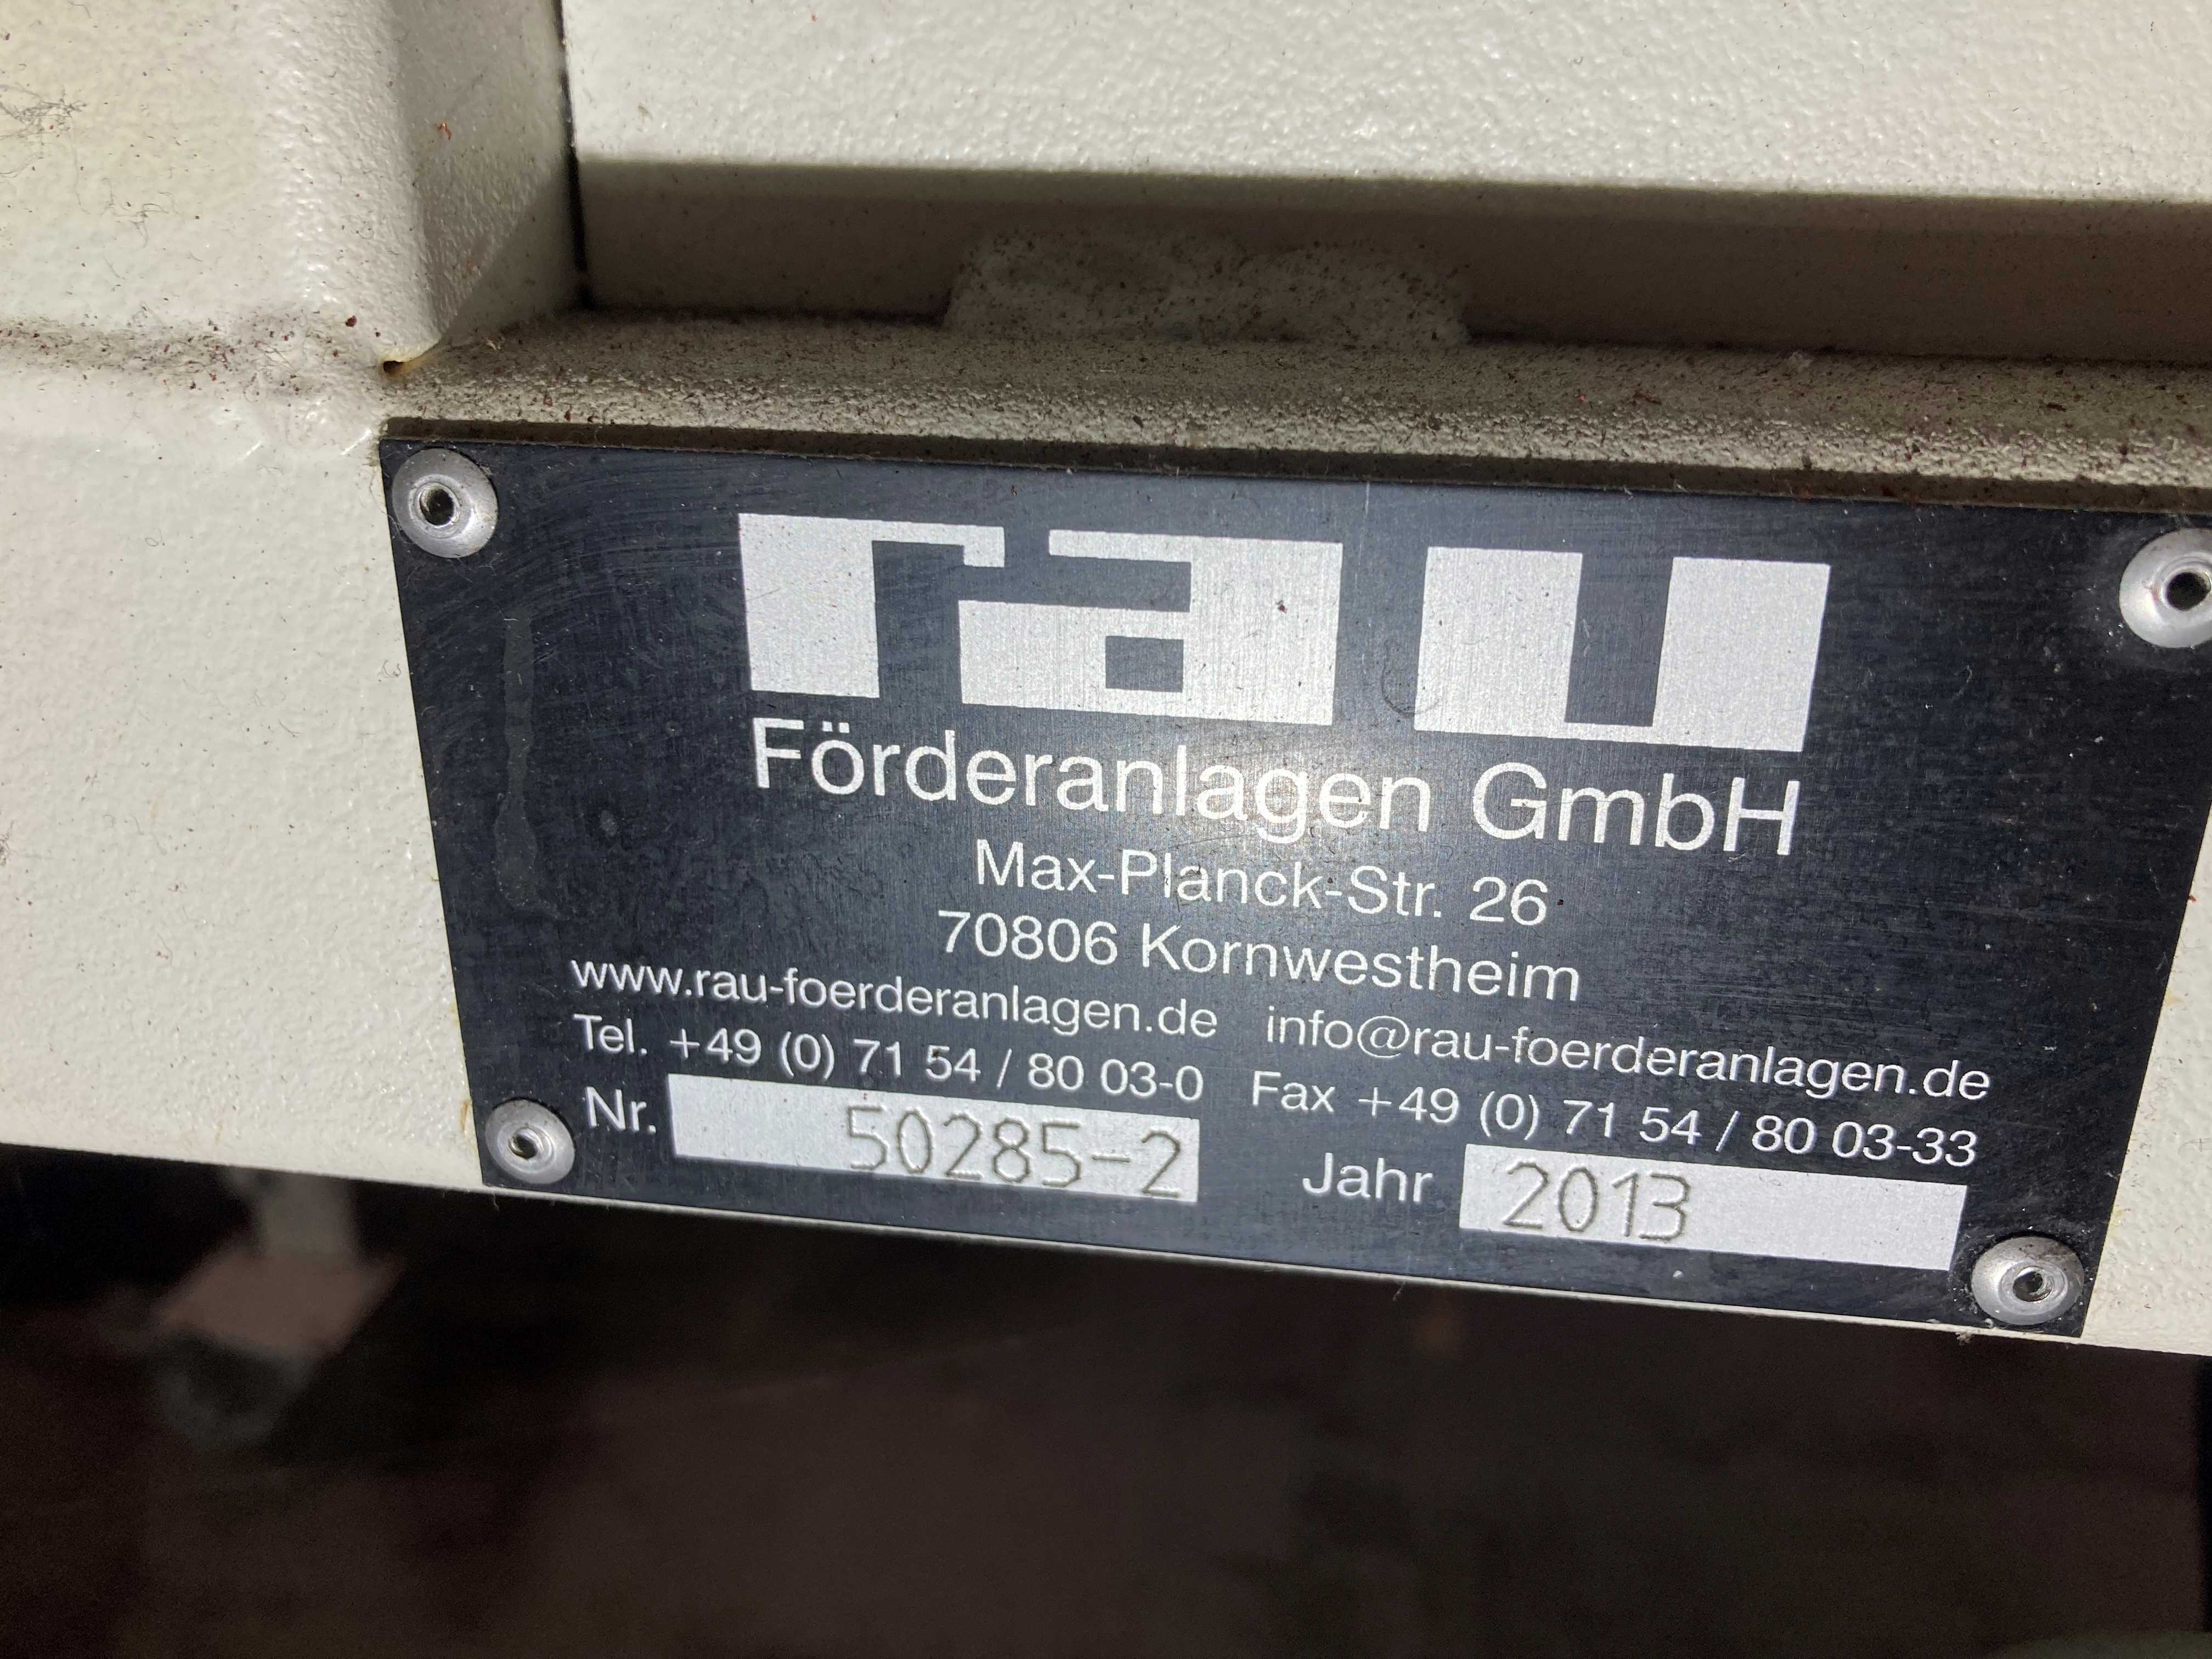 rau
Förderanlagen GmbH
Max-Planck-Str. 26
70806 Kornwestheim
www.rau-foerderanlagen.de info@rau-foerderanlagen.de
Tel. +49 (0) 71 54 / 80 03-0 Fax +49 (0) 71 54 / 80 03-33
Nr. 50285-2 Jahr 2013